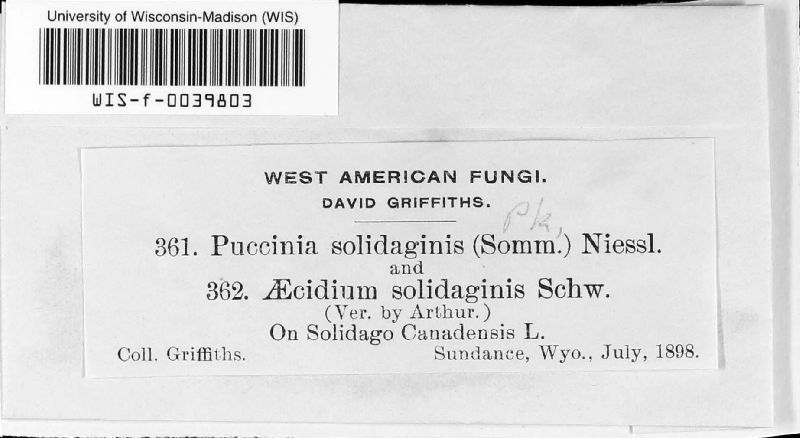 University of Wisconsin-Madison (WIS)
WIS-f-0039803
WEST AMERICAN FUNGI.
DAVID GRIFFITHS.
Pk,
361. Puccinia solidaginis (Somm.) Niessl.
and
362. Æcidium solidaginis Schw.
(Ver. by Arthur.)
On Solidago Canadensis L.
Coll. Griffiths. Sundance, Wyo., July, 1898.